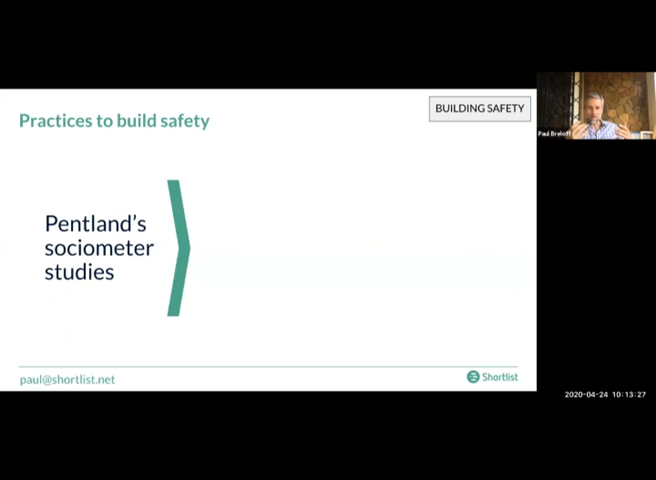 BUILDING SAFETY
Practices to build safety
Paul Breloff
Pentland's
sociometer
studies
paul@shortlist.net
Shortlist
2020-04-24 10:13:27